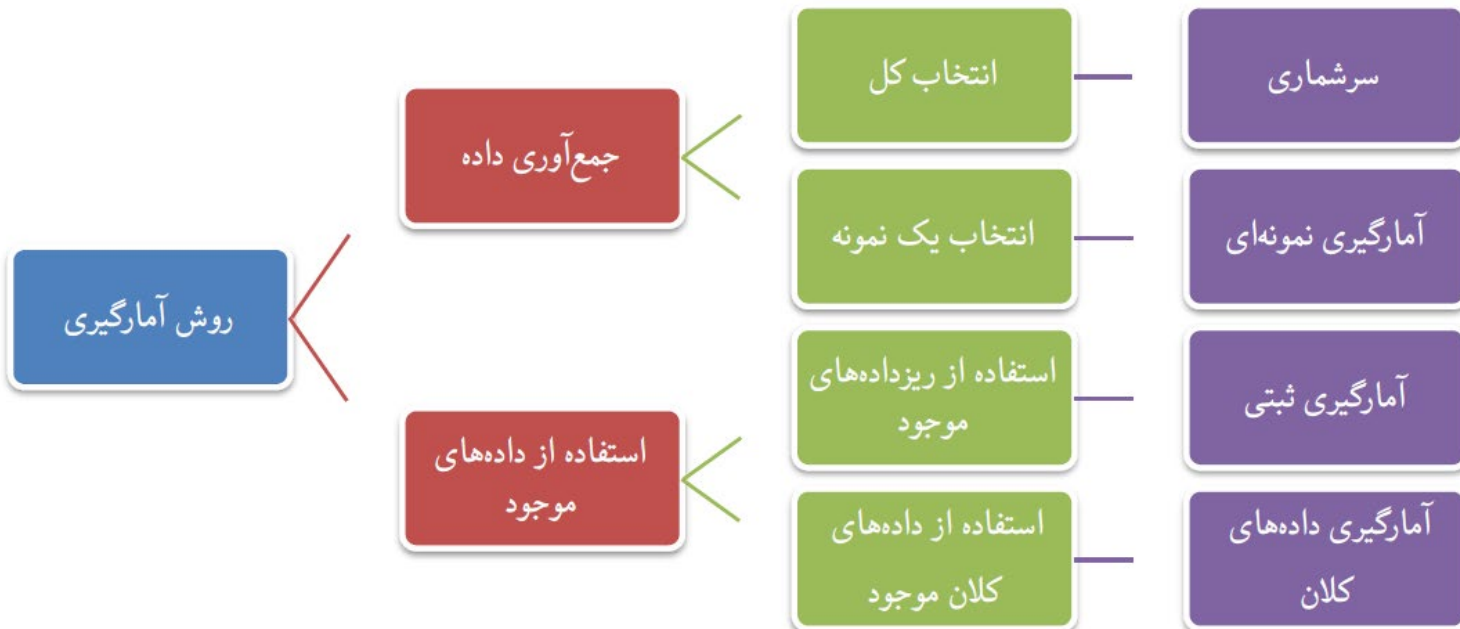 روش آمارگیری
جمع‌آوری داده
انتخاب کل
سرشماری
انتخاب یک نمونه
آمارگیری نمونه‌ای
استفاده از داده‌های
موجود
استفاده از ریزداده‌های
موجود
آمارگیری ثبتی
استفاده از داده‌های
کلان موجود
آمارگیری داده‌های
کلان